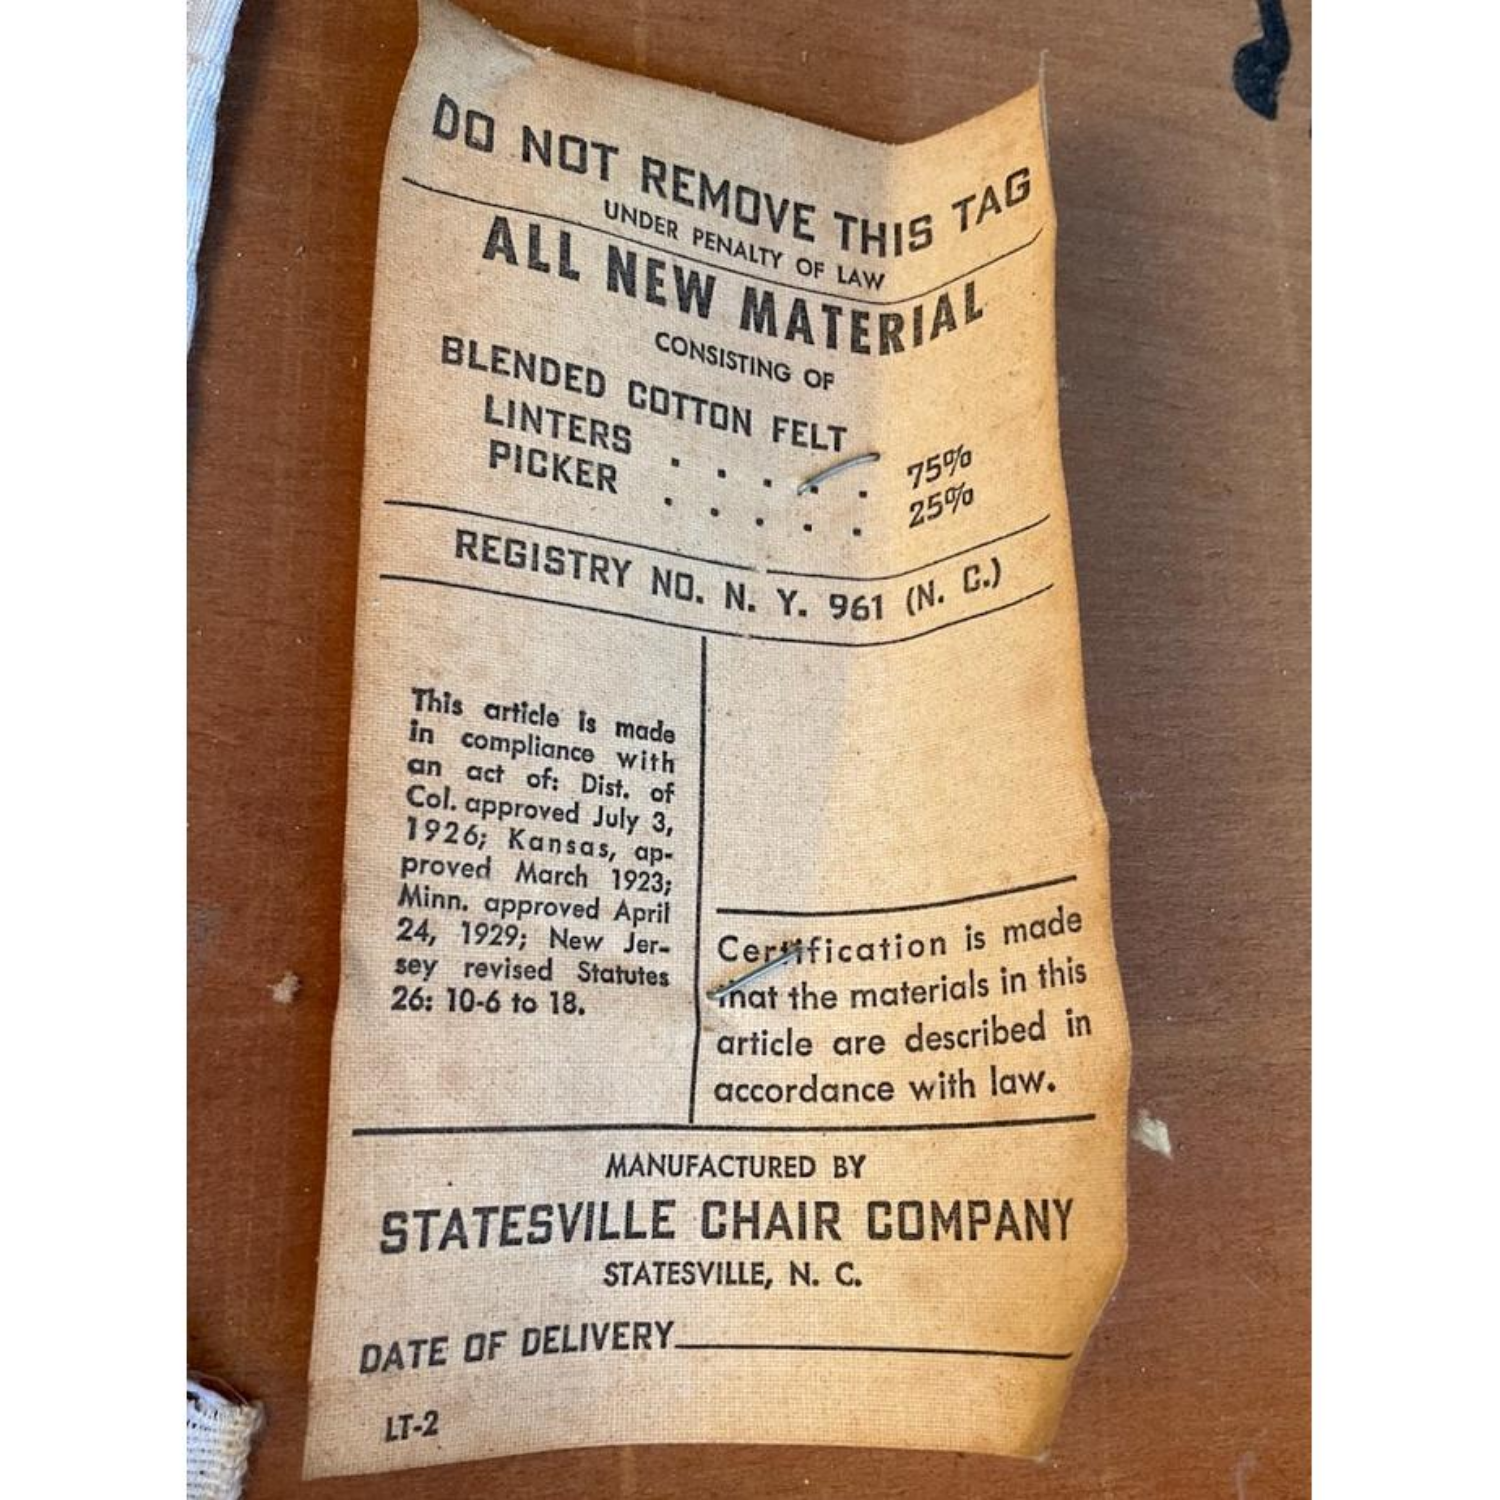 DO NOT REMOVE THIS TAG
UNDER PENALTY OF LAW
ALL NEW MATERIAL
CONSISTING OF
BLENDED COTTON FELT
LINTERS . . . . . 75%
PICKER . . . . . 25%
REGISTRY NO. N. Y. 961 (N. C.)
This article is made
in compliance with
an act of: Dist. of
Col. approved July 3,
1926; Kansas, ap-
proved March 1923;
Minn. approved April
24, 1929; New Jer-
sey revised Statutes
26: 10-6 to 18.
Certification is made
that the materials in this
article are described in
accordance with law.
MANUFACTURED BY
STATESVILLE CHAIR COMPANY
STATESVILLE, N. C.
DATE OF DELIVERY
LT-2